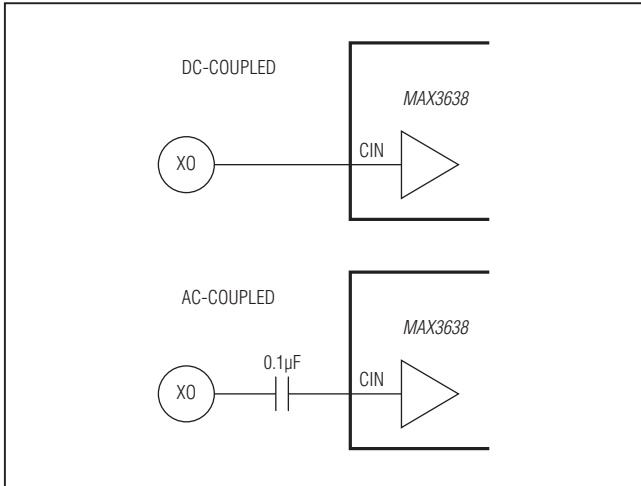 DC-COUPLED
MAX3638
XO
CIN
AC-COUPLED
MAX3638
0.1µF
XO
CIN